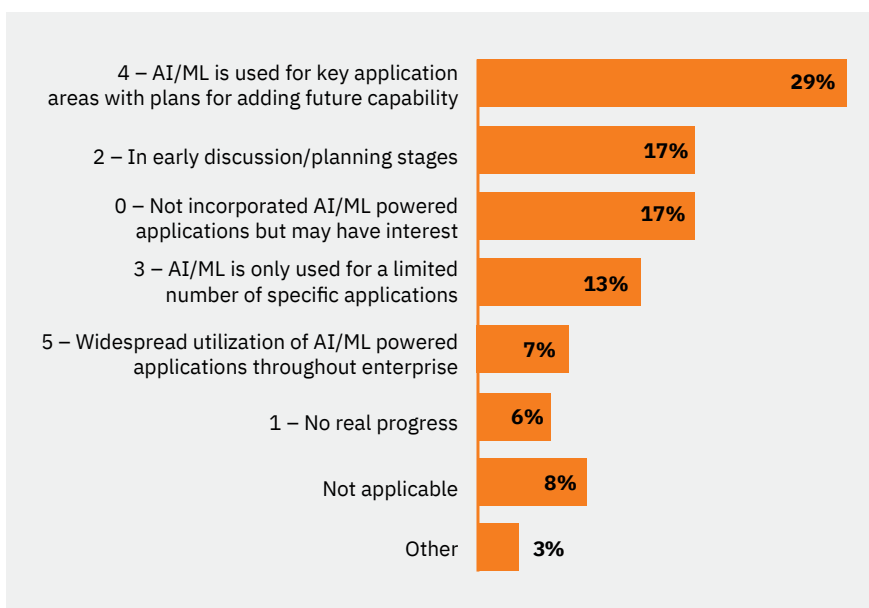 4 – AI/ML is used for key application
areas with plans for adding future capability
29%
2 – In early discussion/planning stages
17%
0 – Not incorporated AI/ML powered
applications but may have interest
17%
3 – AI/ML is only used for a limited
number of specific applications
13%
5 – Widespread utilization of AI/ML powered
applications throughout enterprise
7%
1 – No real progress
6%
Not applicable
8%
Other
3%